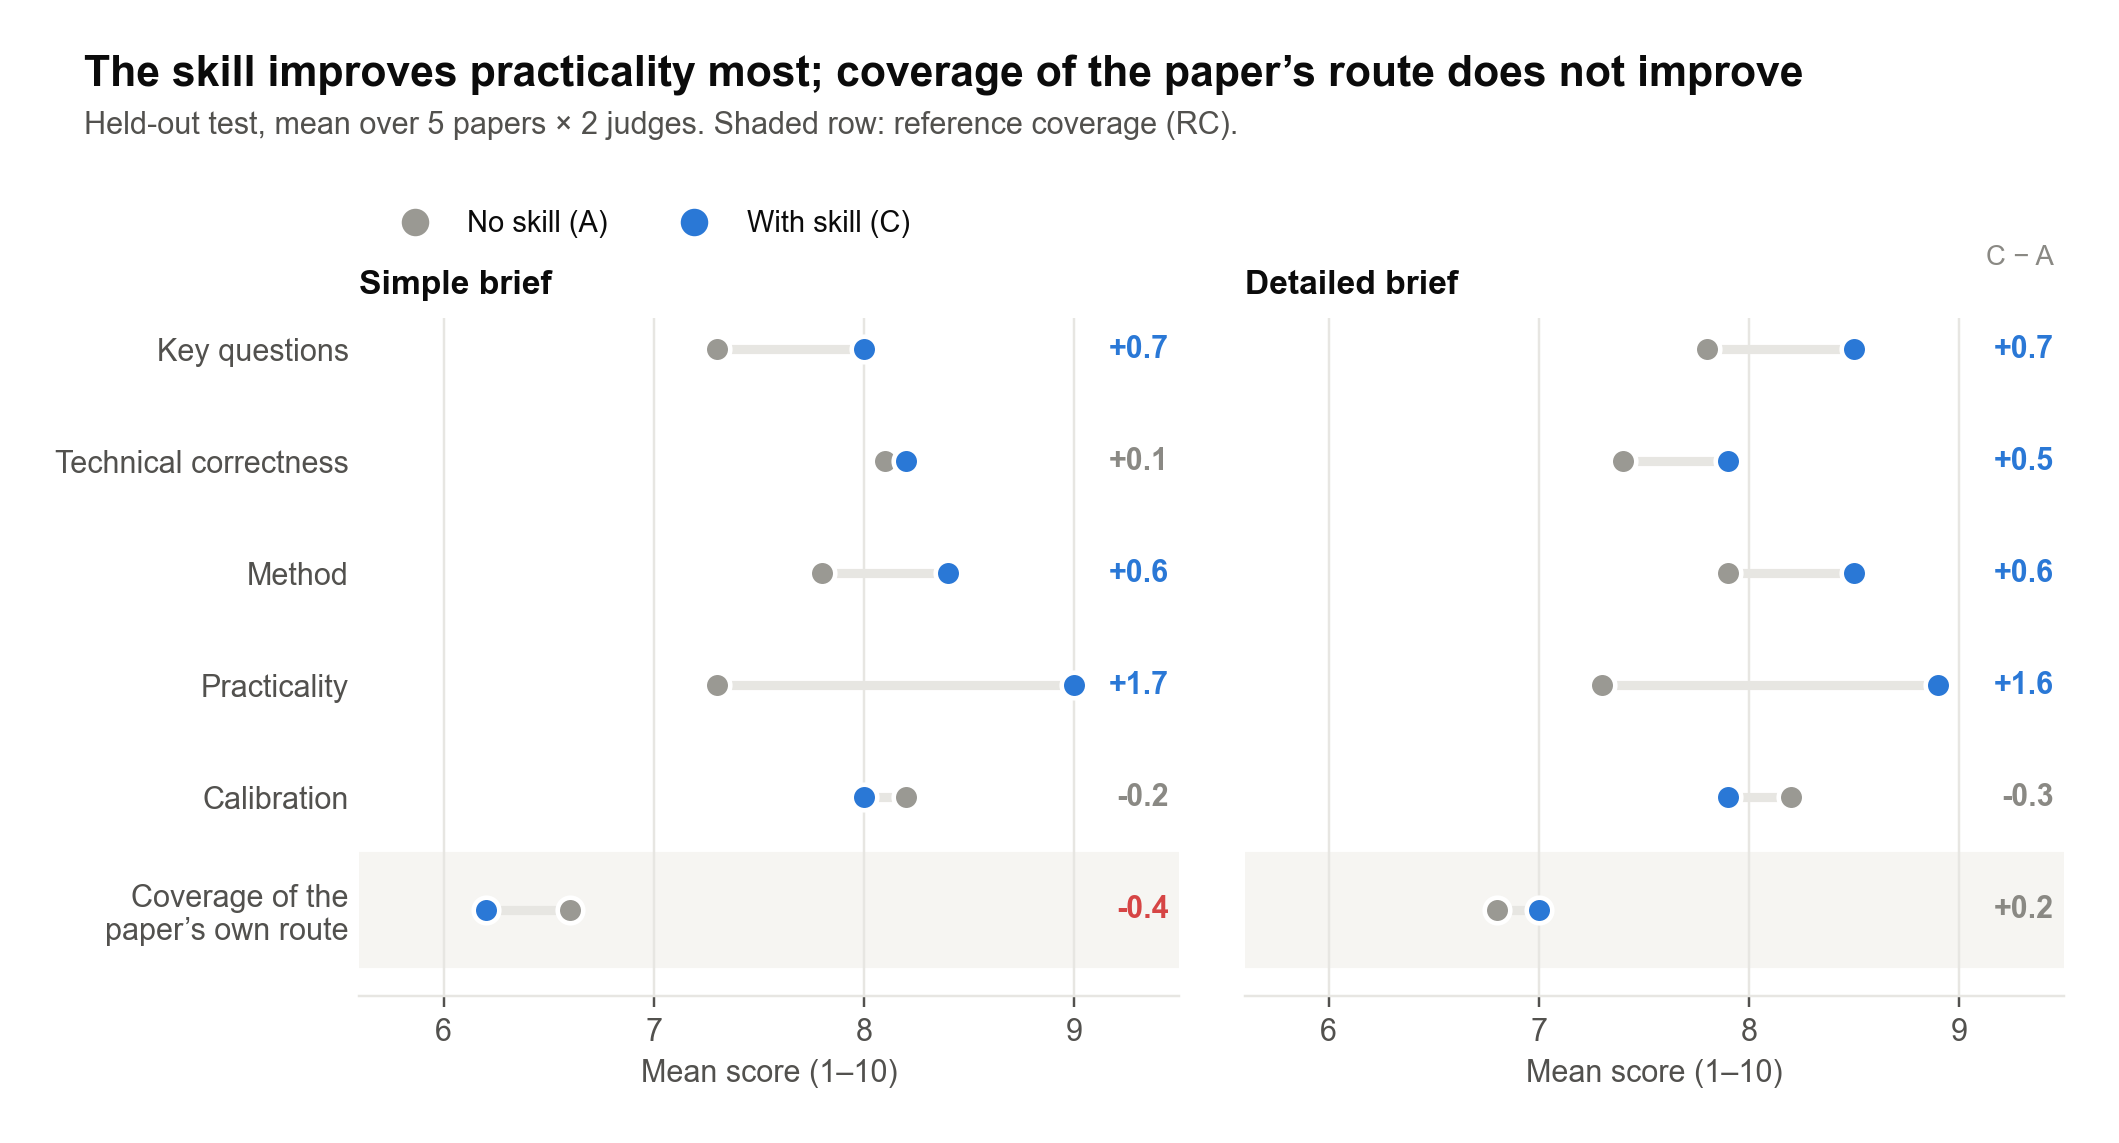 The skill improves practicality most; coverage of the paper’s route does not improve
Held-out test, mean over 5 papers × 2 judges. Shaded row: reference coverage (RC).
No skill (A)
With skill (C)
C − A
Simple brief
Detailed brief
Key questions
+0.7
+0.7
Technical correctness
+0.1
+0.5
Method
+0.6
+0.6
Practicality
+1.7
+1.6
Calibration
-0.2
-0.3
Coverage of the
paper’s own route
-0.4
+0.2
6 7 8 9
6 7 8 9
Mean score (1–10)
Mean score (1–10)